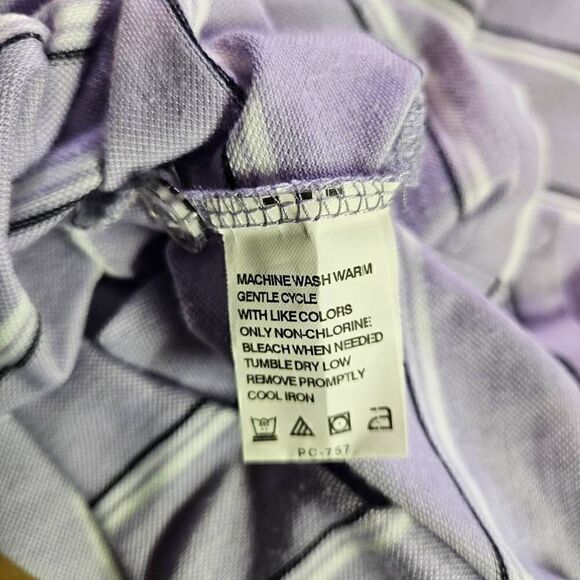 MACHINE WASH WARM
GENTLE CYCLE
WITH LIKE COLORS
ONLY NON-CHLORINE
BLEACH WHEN NEEDED
TUMBLE DRY LOW
REMOVE PROMPTLY
COOL IRON
PC-757